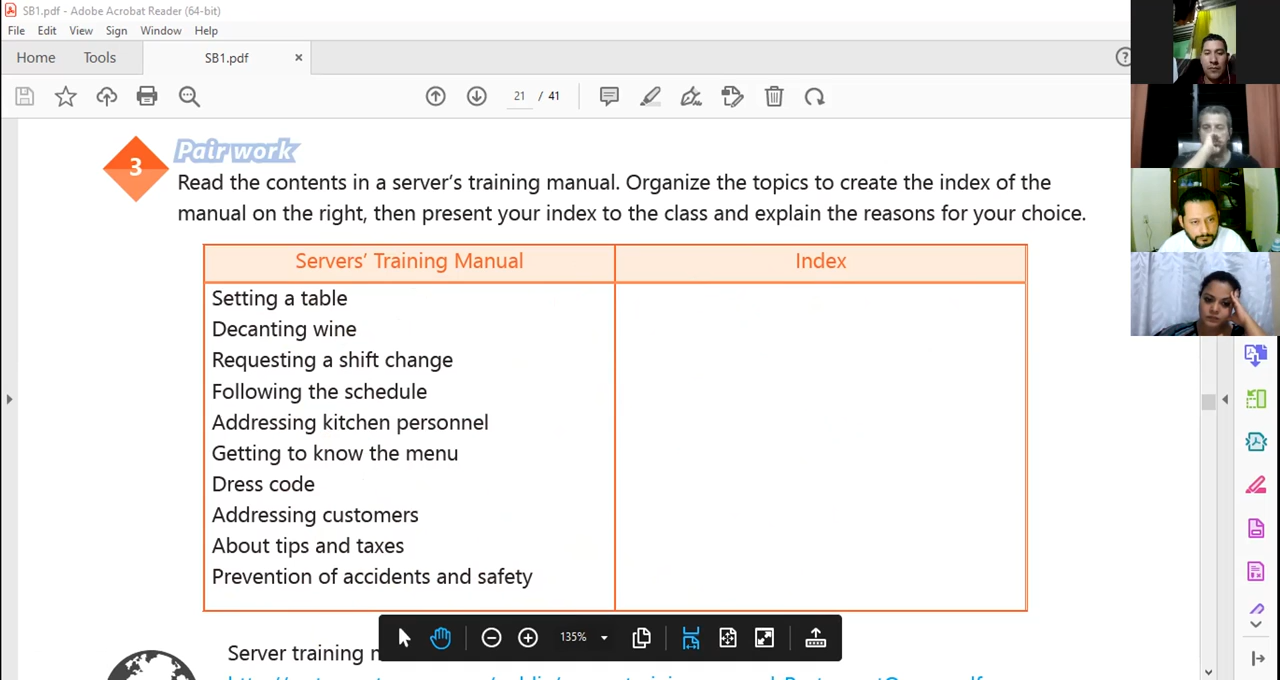 SB1.pdf - Adobe Acrobat Reader (64-bit)
File Edit View Sign Window Help
Home Tools SB1.pdf ×
21 / 41
3 Pair work
Read the contents in a server's training manual. Organize the topics to create the index of the
manual on the right, then present your index to the class and explain the reasons for your choice.
Servers' Training Manual Index
Setting a table
Decanting wine
Requesting a shift change
Following the schedule
Addressing kitchen personnel
Getting to know the menu
Dress code
Addressing customers
About tips and taxes
Prevention of accidents and safety
135%
Server training